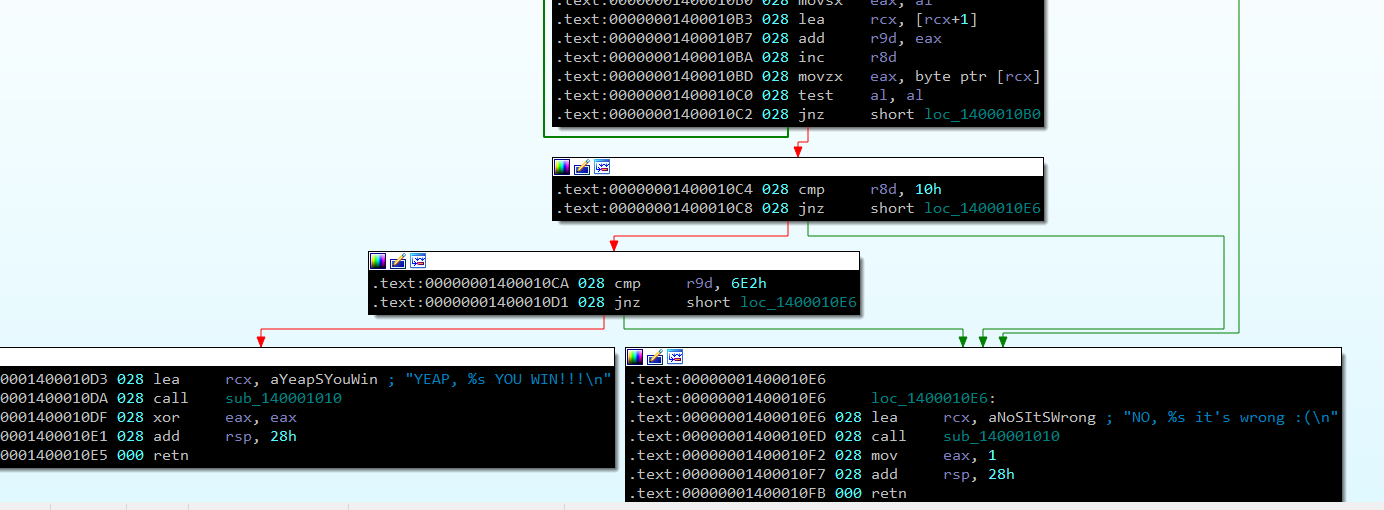 .text:00000001400010B0 028 movsx eax, al
.text:00000001400010B3 028 lea rcx, [rcx+1]
.text:00000001400010B7 028 add r9d, eax
.text:00000001400010BA 028 inc r8d
.text:00000001400010BD 028 movzx eax, byte ptr [rcx]
.text:00000001400010C0 028 test al, al
.text:00000001400010C2 028 jnz short loc_1400010B0
.text:00000001400010C4 028 cmp r8d, 10h
.text:00000001400010C8 028 jnz short loc_1400010E6
.text:00000001400010CA 028 cmp r9d, 6E2h
.text:00000001400010D1 028 jnz short loc_1400010E6
0001400010D3 028 lea rcx, aYeapSYouWin ; "YEAP, %s YOU WIN!!!\n"
0001400010DA 028 call sub_140001010
0001400010DF 028 xor eax, eax
0001400010E1 028 add rsp, 28h
0001400010E5 000 retn
.text:00000001400010E6
.text:00000001400010E6 loc_1400010E6:
.text:00000001400010E6 028 lea rcx, aNoSItSWrong ; "NO, %s it's wrong :(\n"
.text:00000001400010ED 028 call sub_140001010
.text:00000001400010F2 028 mov eax, 1
.text:00000001400010F7 028 add rsp, 28h
.text:00000001400010FB 000 retn